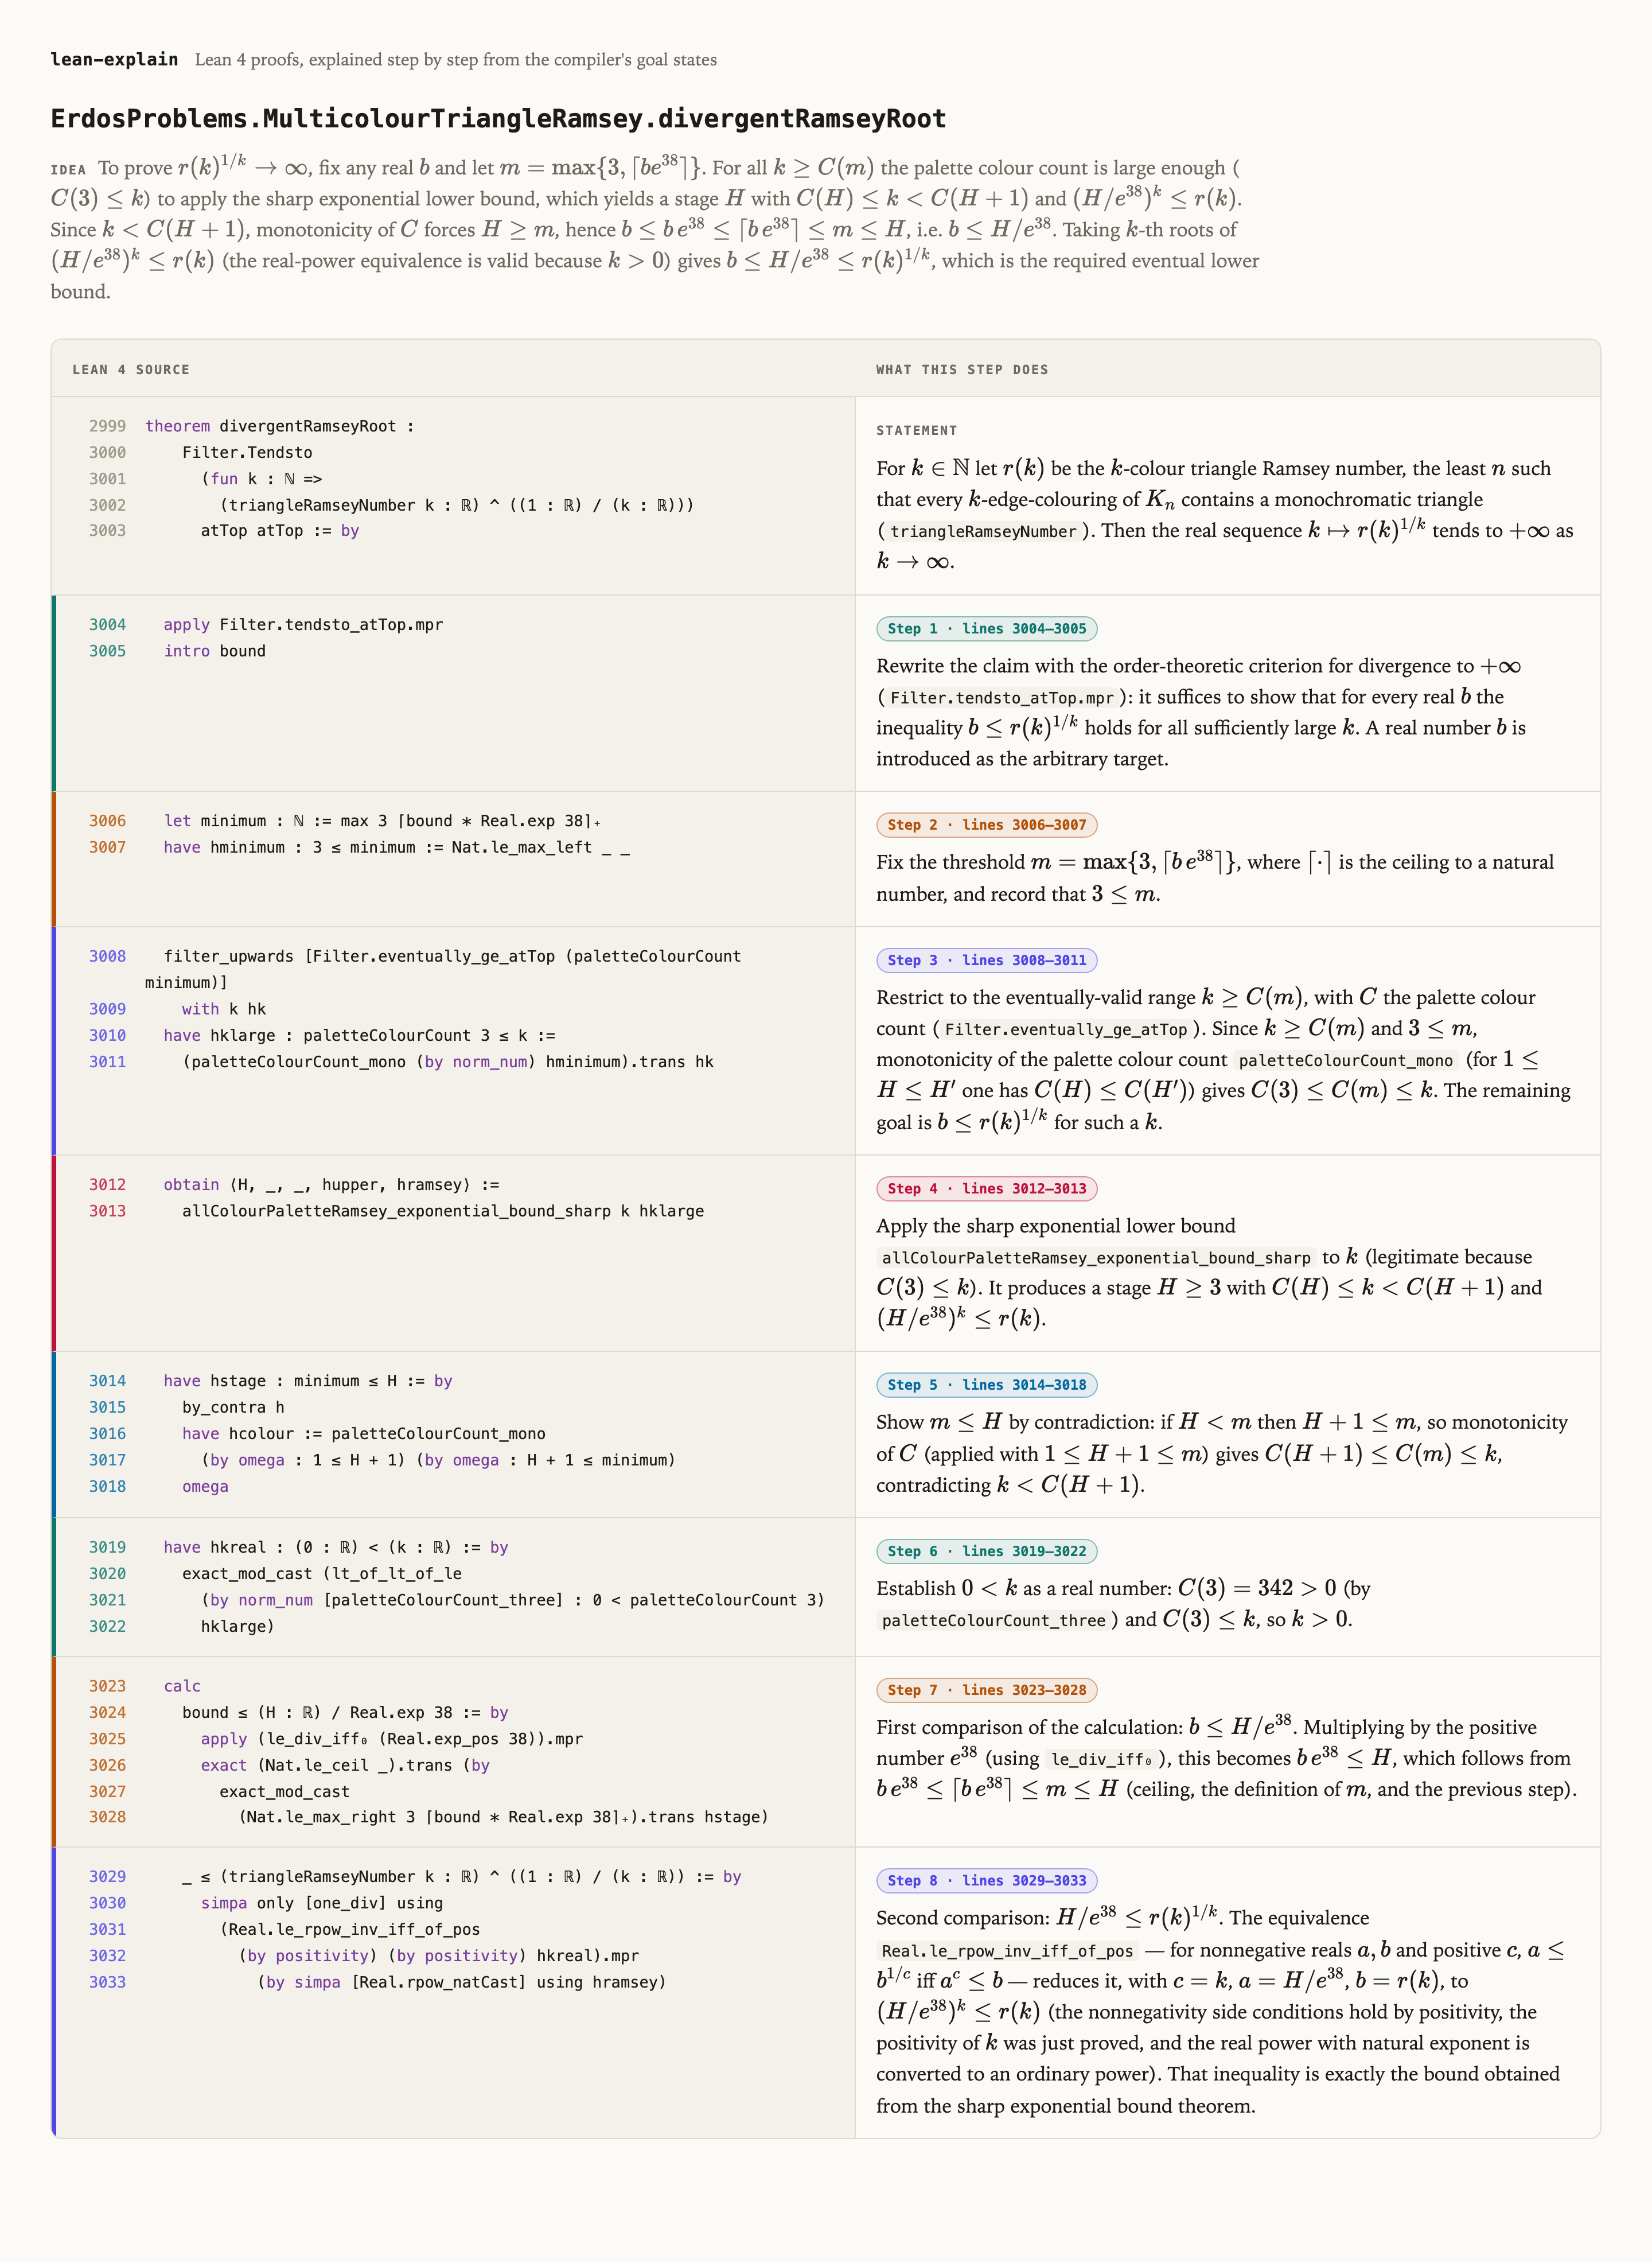 lean-explain Lean 4 proofs, explained step by step from the compiler's goal states
ErdosProblems.MulticolourTriangleRamsey.divergentRamseyRoot
IDEA To prove r(k)^{1/k} → ∞, fix any real b and let m = max{3, ⌈be^{38}⌉}. For all k ≥ C(m) the palette colour count is large enough (
C(3) ≤ k) to apply the sharp exponential lower bound, which yields a stage H with C(H) ≤ k < C(H + 1) and (H/e^{38})^k ≤ r(k).
Since k < C(H + 1), monotonicity of C forces H ≥ m, hence b ≤ b e^{38} ≤ ⌈b e^{38}⌉ ≤ m ≤ H, i.e. b ≤ H/e^{38}. Taking k-th roots of
(H/e^{38})^k ≤ r(k) (the real-power equivalence is valid because k > 0) gives b ≤ H/e^{38} ≤ r(k)^{1/k}, which is the required eventual lower
bound.
LEAN 4 SOURCE
WHAT THIS STEP DOES
2999 theorem divergentRamseyRoot :
3000 Filter.Tendsto
3001 (fun k : ℕ =>
3002 (triangleRamseyNumber k : ℝ) ^ ((1 : ℝ) / (k : ℝ)))
3003 atTop atTop := by
STATEMENT
For k ∈ ℕ let r(k) be the k-colour triangle Ramsey number, the least n such
that every k-edge-colouring of K_n contains a monochromatic triangle
(triangleRamseyNumber). Then the real sequence k ↦ r(k)^{1/k} tends to +∞ as
k → ∞.
3004 apply Filter.tendsto_atTop.mpr
3005 intro bound
Step 1 · lines 3004–3005
Rewrite the claim with the order-theoretic criterion for divergence to +∞
(Filter.tendsto_atTop.mpr): it suffices to show that for every real b the
inequality b ≤ r(k)^{1/k} holds for all sufficiently large k. A real number b is
introduced as the arbitrary target.
3006 let minimum : ℕ := max 3 ⌈bound * Real.exp 38⌉₊
3007 have hminimum : 3 ≤ minimum := Nat.le_max_left _ _
Step 2 · lines 3006–3007
Fix the threshold m = max{3, ⌈b e^{38}⌉}, where ⌈·⌉ is the ceiling to a natural
number, and record that 3 ≤ m.
3008 filter_upwards [Filter.eventually_ge_atTop (paletteColourCount
minimum)]
3009 with k hk
3010 have hklarge : paletteColourCount 3 ≤ k :=
3011 (paletteColourCount_mono (by norm_num) hminimum).trans hk
Step 3 · lines 3008–3011
Restrict to the eventually-valid range k ≥ C(m), with C the palette colour
count (Filter.eventually_ge_atTop). Since k ≥ C(m) and 3 ≤ m,
monotonicity of the palette colour count paletteColourCount_mono (for 1 ≤
H ≤ H′ one has C(H) ≤ C(H′)) gives C(3) ≤ C(m) ≤ k. The remaining
goal is b ≤ r(k)^{1/k} for such a k.
3012 obtain ⟨H, _, _, hupper, hramsey⟩ :=
3013 allColourPaletteRamsey_exponential_bound_sharp k hklarge
Step 4 · lines 3012–3013
Apply the sharp exponential lower bound
allColourPaletteRamsey_exponential_bound_sharp to k (legitimate because
C(3) ≤ k). It produces a stage H ≥ 3 with C(H) ≤ k < C(H + 1) and
(H/e^{38})^k ≤ r(k).
3014 have hstage : minimum ≤ H := by
3015 by_contra h
3016 have hcolour := paletteColourCount_mono
3017 (by omega : 1 ≤ H + 1) (by omega : H + 1 ≤ minimum)
3018 omega
Step 5 · lines 3014–3018
Show m ≤ H by contradiction: if H < m then H + 1 ≤ m, so monotonicity
of C (applied with 1 ≤ H + 1 ≤ m) gives C(H + 1) ≤ C(m) ≤ k,
contradicting k < C(H + 1).
3019 have hkreal : (0 : ℝ) < (k : ℝ) := by
3020 exact_mod_cast (lt_of_lt_of_le
3021 (by norm_num [paletteColourCount_three] : 0 < paletteColourCount 3)
3022 hklarge)
Step 6 · lines 3019–3022
Establish 0 < k as a real number: C(3) = 342 > 0 (by
paletteColourCount_three) and C(3) ≤ k, so k > 0.
3023 calc
3024 bound ≤ (H : ℝ) / Real.exp 38 := by
3025 apply (le_div_iff₀ (Real.exp_pos 38)).mpr
3026 exact (Nat.le_ceil _).trans (by
3027 exact_mod_cast
3028 (Nat.le_max_right 3 ⌈bound * Real.exp 38⌉₊).trans hstage)
Step 7 · lines 3023–3028
First comparison of the calculation: b ≤ H/e^{38}. Multiplying by the positive
number e^{38} (using le_div_iff₀), this becomes b e^{38} ≤ H, which follows from
b e^{38} ≤ ⌈b e^{38}⌉ ≤ m ≤ H (ceiling, the definition of m, and the previous step).
3029 _ ≤ (triangleRamseyNumber k : ℝ) ^ ((1 : ℝ) / (k : ℝ)) := by
3030 simpa only [one_div] using
3031 (Real.le_rpow_inv_iff_of_pos
3032 (by positivity) (by positivity) hkreal).mpr
3033 (by simpa [Real.rpow_natCast] using hramsey)
Step 8 · lines 3029–3033
Second comparison: H/e^{38} ≤ r(k)^{1/k}. The equivalence
Real.le_rpow_inv_iff_of_pos — for nonnegative reals a, b and positive c, a ≤
b^{1/c} iff a^c ≤ b — reduces it, with c = k, a = H/e^{38}, b = r(k), to
(H/e^{38})^k ≤ r(k) (the nonnegativity side conditions hold by positivity, the
positivity of k was just proved, and the real power with natural exponent is
converted to an ordinary power). That inequality is exactly the bound obtained
from the sharp exponential bound theorem.